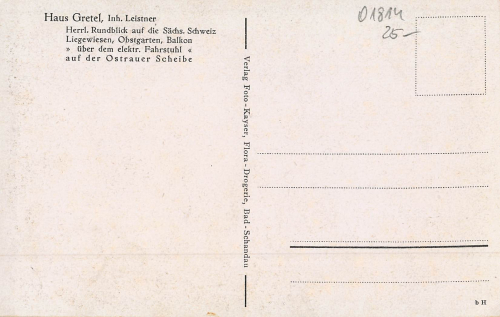 Haus Gretel, Inh. Leistner
Herrl. Rundblick auf die Sächs. Schweiz
Liegewiesen, Obstgarten, Balkon
» über dem elektr. Fahrstuhl «
auf der Ostrauer Scheibe
01814
25.—
Verlag Foto-Kayser, Flora-Drogerie, Bad-Schandau
b H